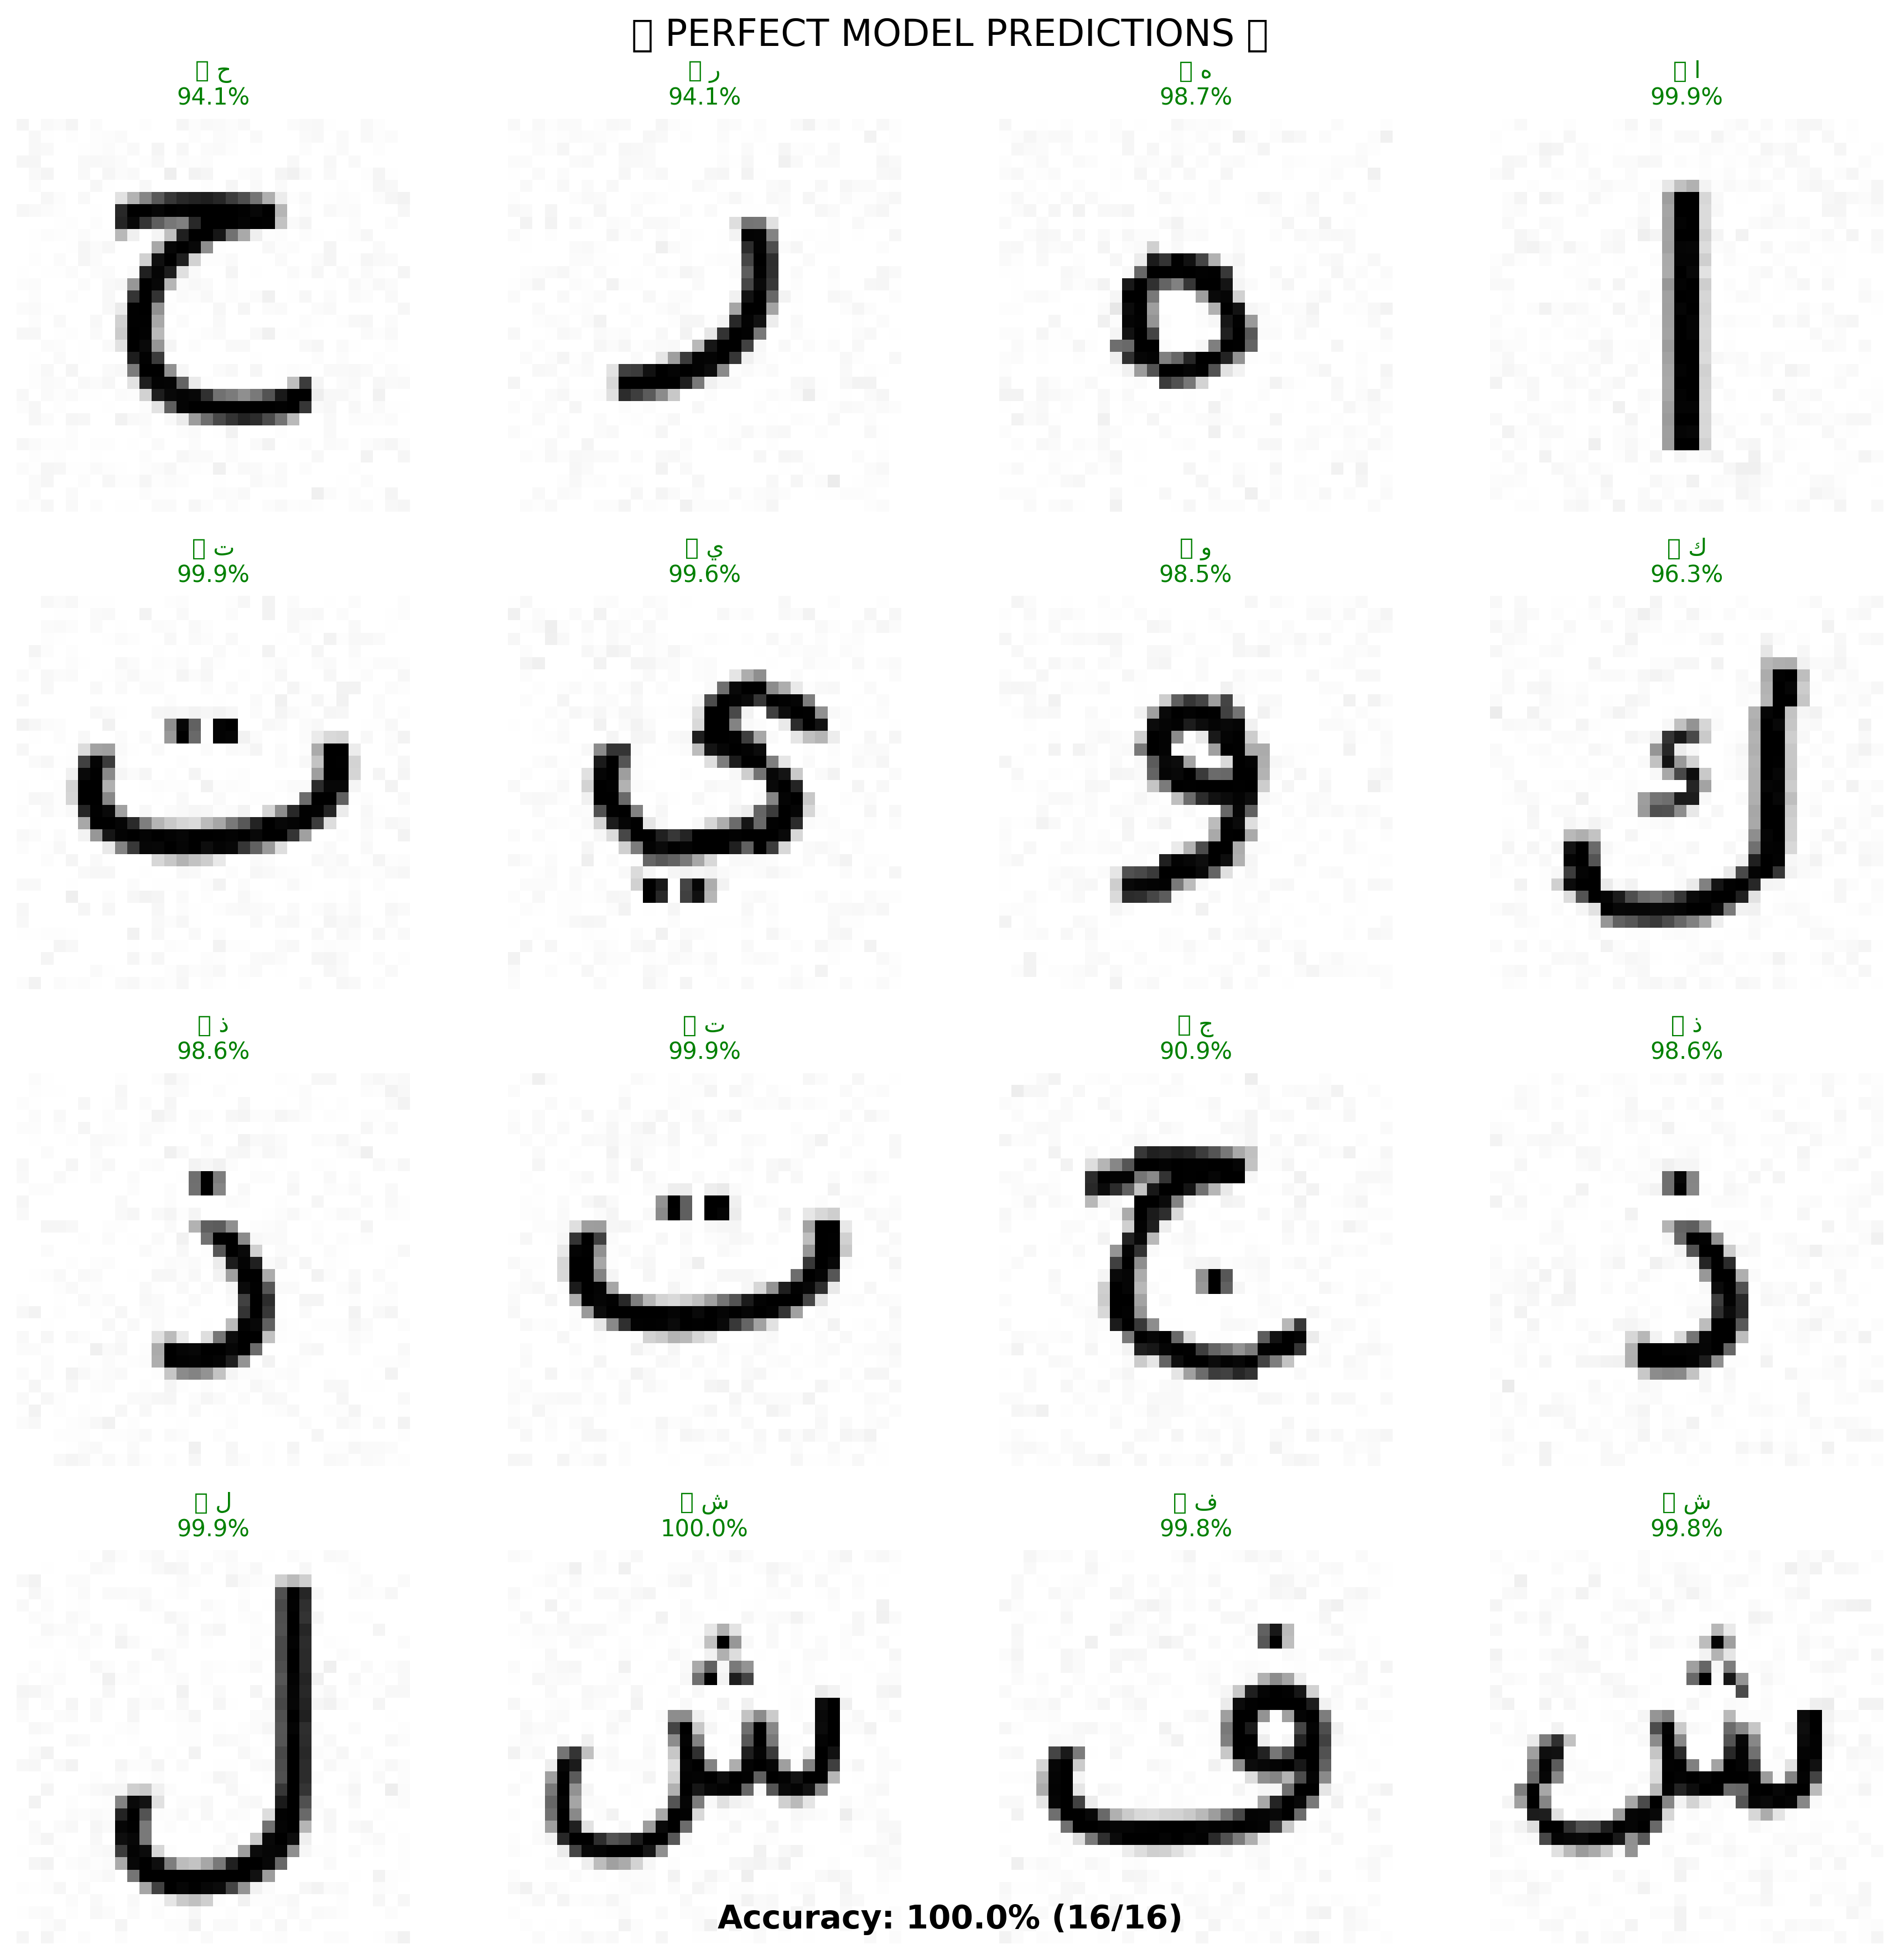 ▯ PERFECT MODEL PREDICTIONS ▯
▯ ح
94.1%
▯ ر
94.1%
▯ ه
98.7%
▯ ا
99.9%
ح
ر
ه
ا
▯ ت
99.9%
▯ ي
99.6%
▯ و
98.5%
▯ ك
96.3%
ت
ي
و
ك
▯ ذ
98.6%
▯ ت
99.9%
▯ ج
90.9%
▯ ذ
98.6%
ذ
ت
ج
ذ
▯ ل
99.9%
▯ ش
100.0%
▯ ف
99.8%
▯ ش
99.8%
ل
ش
ف
ش
Accuracy: 100.0% (16/16)